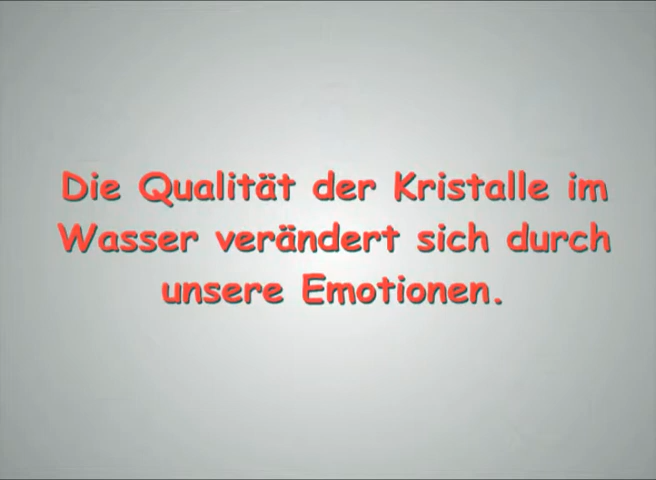 Die Qualität der Kristalle im
Wasser verändert sich durch
unsere Emotionen.